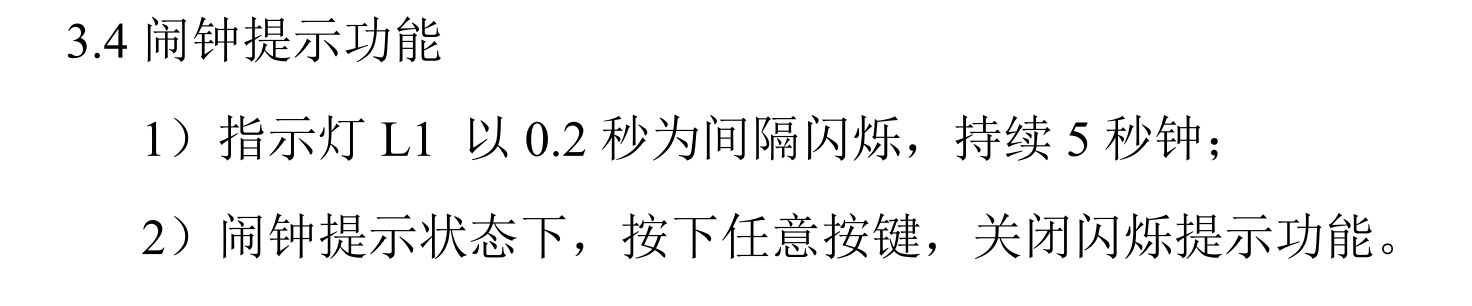 3.4 闹钟提示功能
1）指示灯 L1 以 0.2 秒为间隔闪烁，持续 5 秒钟；
2）闹钟提示状态下，按下任意按键，关闭闪烁提示功能。